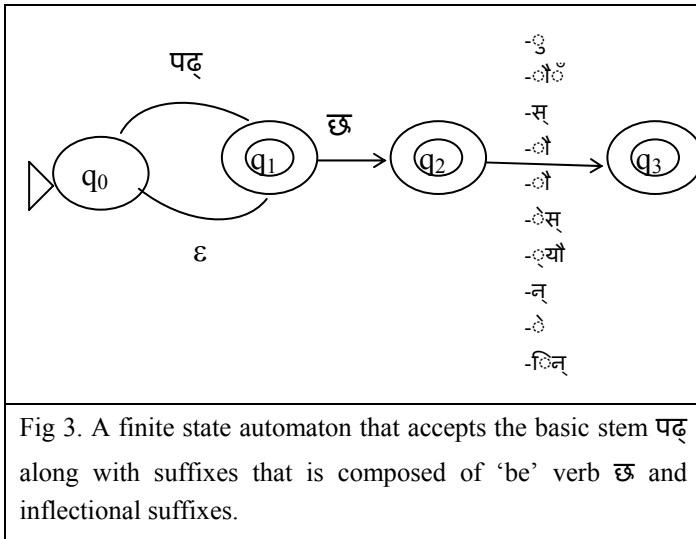 पढ्
छ
q0
q1
q2
q3
ε
-ु
-ौँ
-स्
-ौ
-ौ
-ेस्
-्यौ
-न्
-े
-िन्
Fig 3. A finite state automaton that accepts the basic stem पढ्
along with suffixes that is composed of ‘be’ verb छ and
inflectional suffixes.